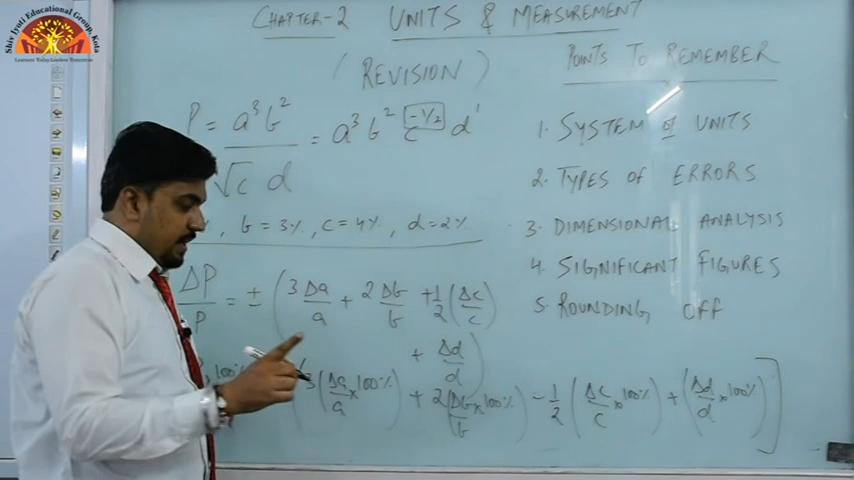 Shiv Jyoti Educational Group, Kota
Learners Today Leaders Tomorrow
CHAPTER-2 UNITS & MEASUREMENT
(REVISION)
POINTS TO REMEMBER
P = a³b² / √c d = a³ b² c^(-1/2) d¹
, b = 3%, c = 4%, d = 2%
ΔP/P = ± (3 Δa/a + 2 Δb/b + 1/2 (Δc/c)
+ Δd/d)
100% (3 (Δa/a × 100%) + 2 (Δb/b × 100%) - 1/2 (Δc/c × 100%) + (Δd/d × 100%)]
1. SYSTEM of UNITS
2. TYPES OF ERRORS
3. DIMENSIONAL ANALYSIS
4. SIGNIFICANT FIGURES
5. ROUNDING OFF